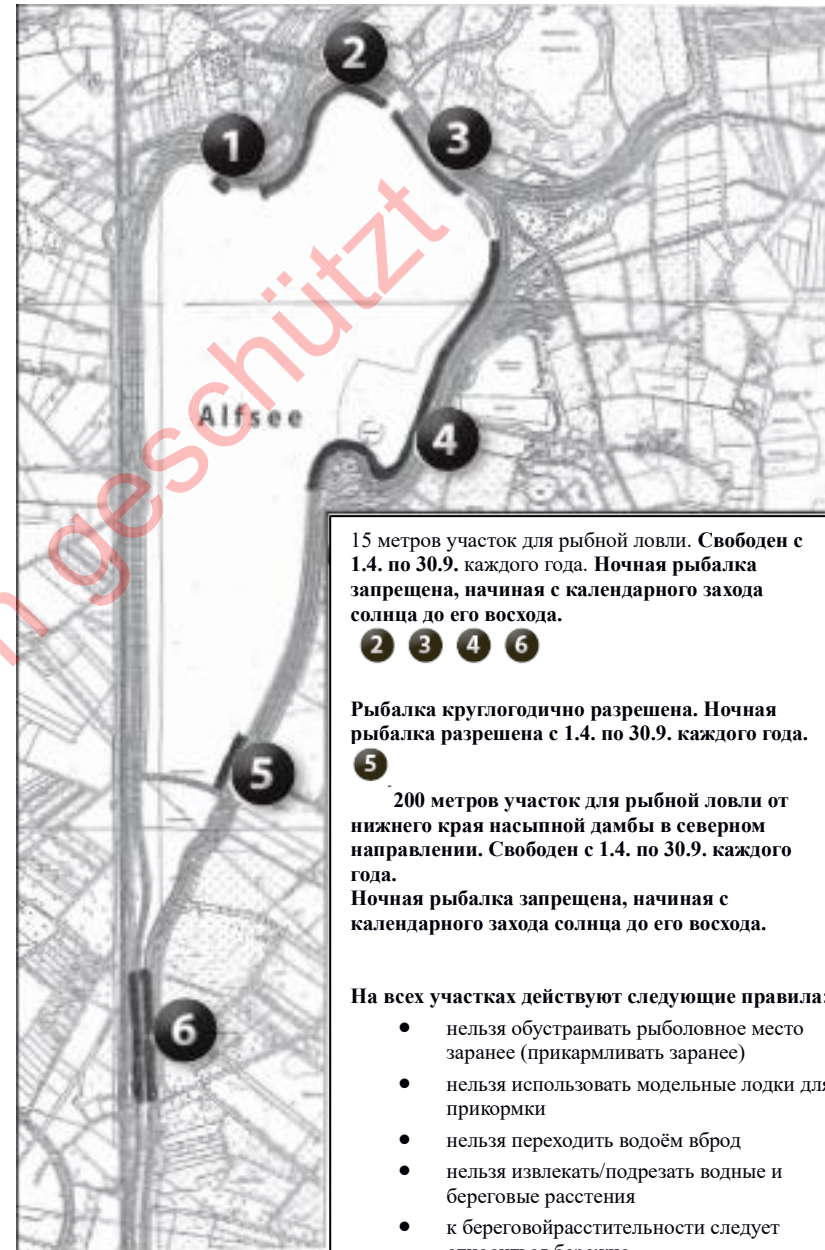 2
1
3
Alfsee
4
15 метров участок для рыбной ловли. Свободен с
1.4. по 30.9. каждого года. Ночная рыбалка
запрещена, начиная с календарного захода
солнца до его восхода.
2 3 4 6
Рыбалка круглогодично разрешена. Ночная
рыбалка разрешена с 1.4. по 30.9. каждого года.
5
200 метров участок для рыбной ловли от
нижнего края насыпной дамбы в северном
направлении. Свободен с 1.4. по 30.9. каждого
года.
Ночная рыбалка запрещена, начиная с
календарного захода солнца до его восхода.
5
6
На всех участках действуют следующие правила:
• нельзя обустраивать рыболовное место
заранее (прикармливать заранее)
• нельзя использовать модельные лодки для
прикормки
• нельзя переходить водоём вброд
• нельзя извлекать/подрезать водные и
береговые расстения
• к береговойрасстительности следует
geschützt